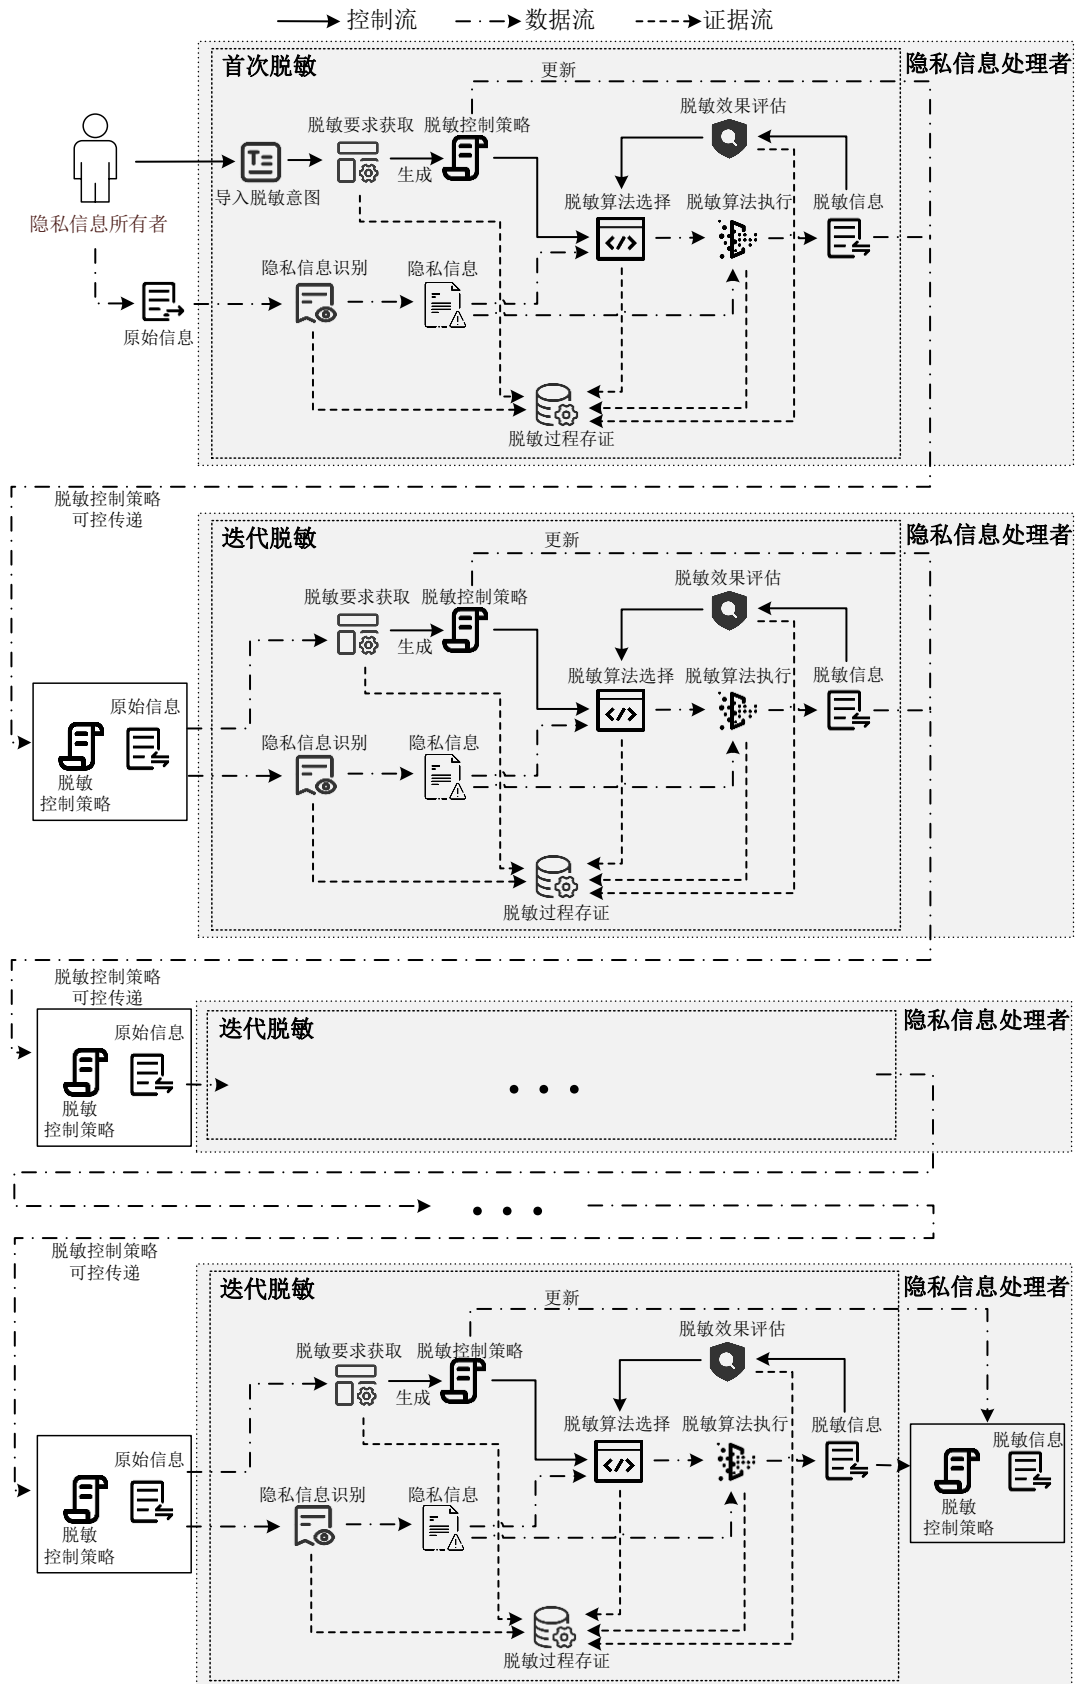 控制流 数据流 证据流
首次脱敏
更新
隐私信息处理者
脱敏要求获取 脱敏控制策略
脱敏效果评估
生成
导入脱敏意图
隐私信息所有者
脱敏算法选择 脱敏算法执行 脱敏信息
隐私信息识别 隐私信息
原始信息
脱敏过程存证
脱敏控制策略
可控传递
迭代脱敏
更新
隐私信息处理者
脱敏效果评估
脱敏要求获取 脱敏控制策略
生成
脱敏算法选择 脱敏算法执行 脱敏信息
原始信息
隐私信息识别 隐私信息
脱敏
控制策略
脱敏过程存证
脱敏控制策略
可控传递
迭代脱敏
隐私信息处理者
原始信息
脱敏
控制策略
脱敏控制策略
可控传递
迭代脱敏
更新
隐私信息处理者
脱敏效果评估
脱敏要求获取 脱敏控制策略
生成
脱敏算法选择 脱敏算法执行 脱敏信息
脱敏信息
原始信息
隐私信息识别 隐私信息
脱敏
控制策略
脱敏
控制策略
脱敏过程存证